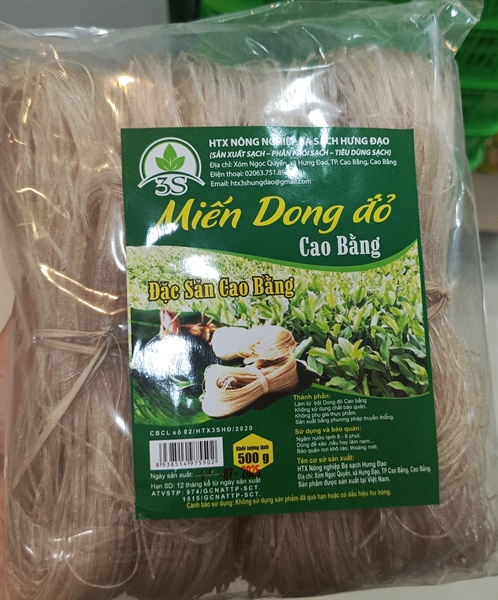 3S
HTX NÔNG NGHIỆP BA SẠCH HƯNG ĐẠO
(SẢN XUẤT SẠCH – PHÂN PHỐI SẠCH – TIÊU DÙNG SẠCH)
Địa chỉ: Xóm Ngọc Quyến, xã Hưng Đạo, TP, Cao Bằng, Cao Bằng
Điện thoại: 02063.751.
Email: htx3shungdao@gmail.com
Miến Dong đỏ
Cao Bằng
Đặc Sản Cao Bằng
Thành phần:
Làm từ bột Dong đỏ Cao bằng
Không sử dụng chất bảo quản,
Không phụ gia thực phẩm.
Sản xuất bằng phương pháp truyền thống.
Sử dụng và bảo quản:
Ngâm nước lạnh 6 - 8 phút.
Dùng để xào, nấu hay làm nem...
Bảo quản nơi khô ráo, thoáng mát.
Tên cơ sở sản xuất:
HTX Nông nghiệp Ba sạch Hưng Đạo
Địa chỉ: Xóm Ngọc Quyến, xã Hưng Đạo, TP Cao Bằng, Cao Bằng.
Sản phẩm được sản xuất tại Việt Nam.
CBCL số 02/HTX3SHĐ/2020
8938534975502
Khối lượng tịnh
500 g
Ngày sản xuất: 07- 2025
Hạn SD: 12 tháng kể từ ngày sản xuất
ATVSTP: 974/GCNATTP-SCT.
1515/GCNATTP-SCT.
Cảnh báo sử dụng: Không sử dụng sản phẩm đã quá hạn hoặc có dấu hiệu hư hỏng.